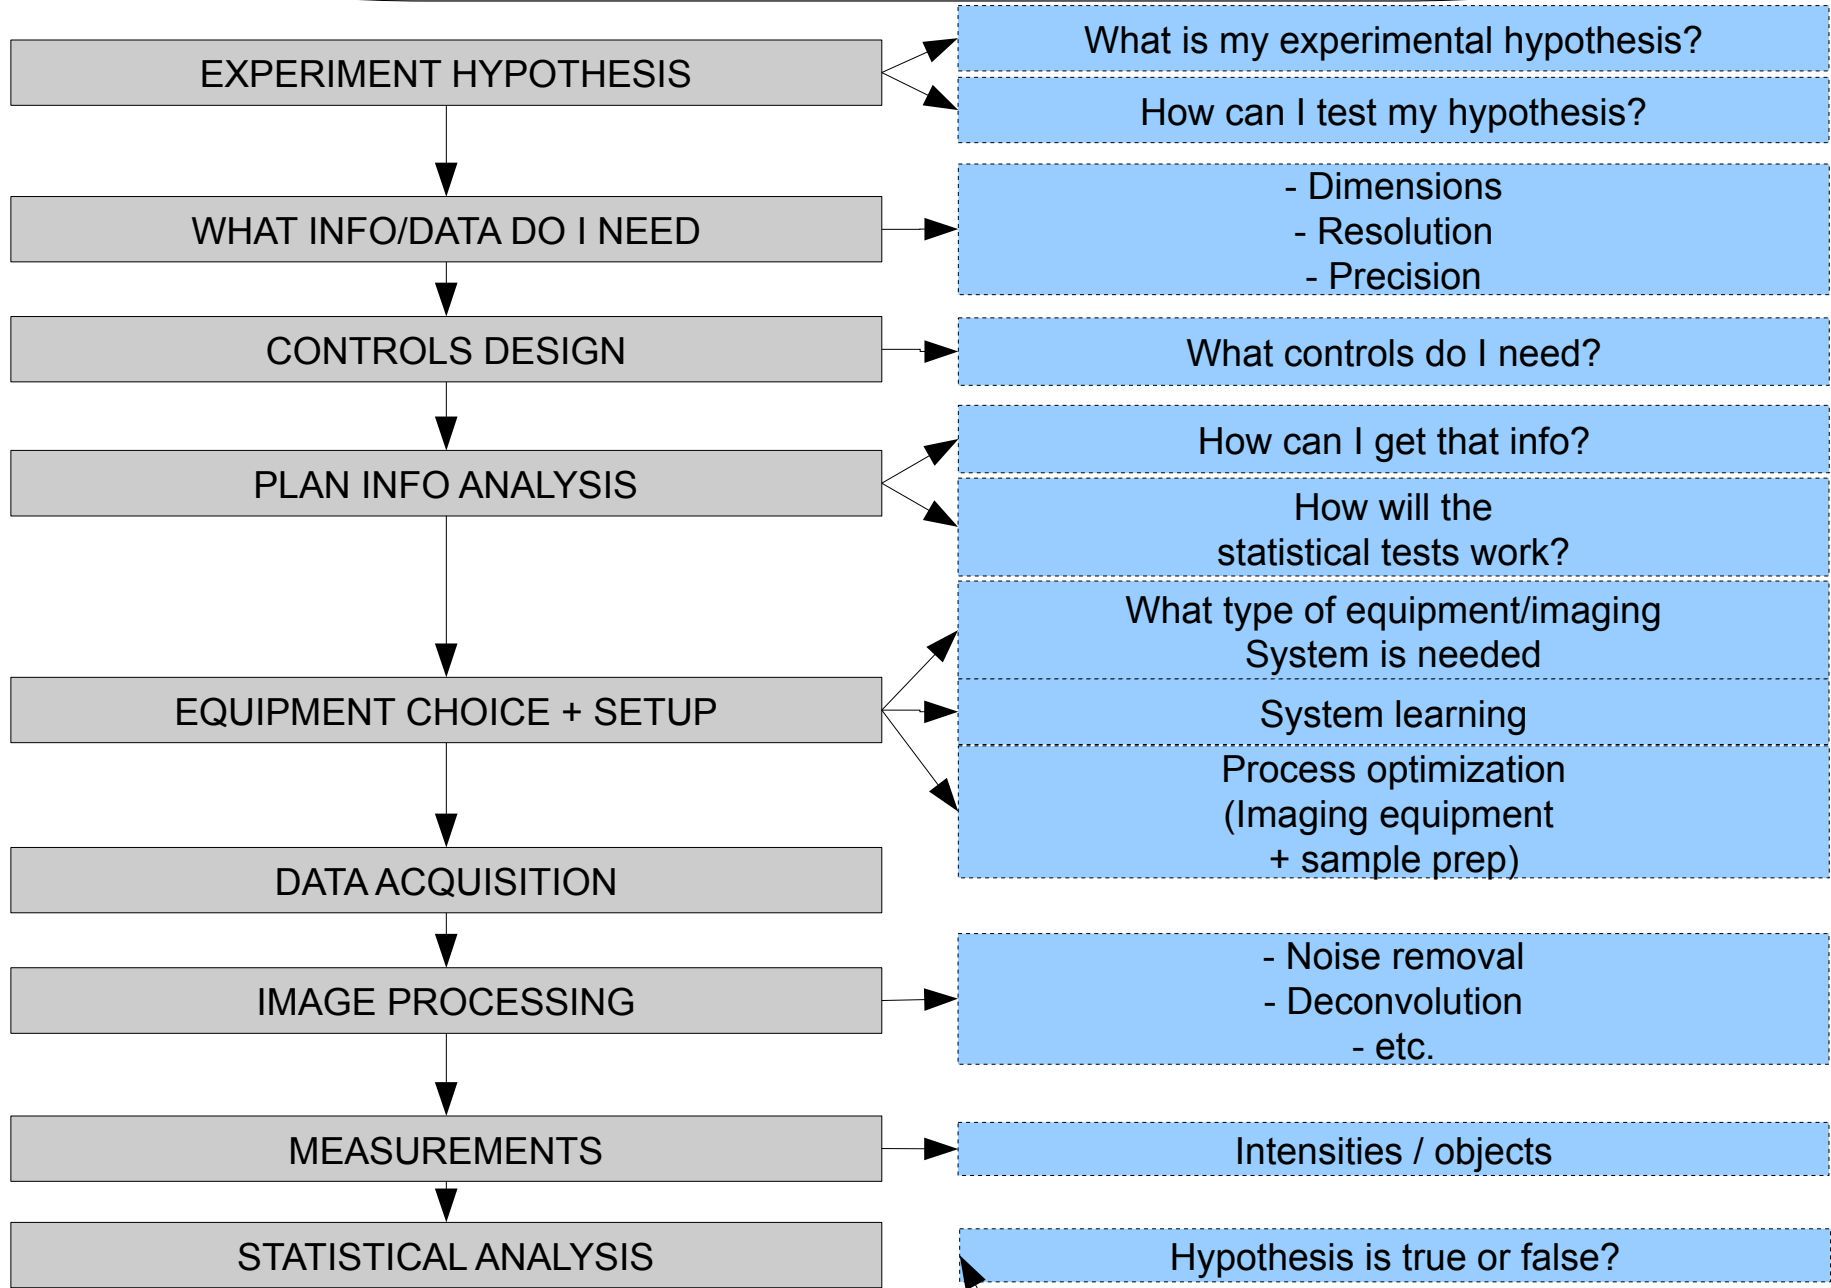 EXPERIMENT HYPOTHESIS
What is my experimental hypothesis?
How can I test my hypothesis?
WHAT INFO/DATA DO I NEED
- Dimensions
- Resolution
- Precision
CONTROLS DESIGN
What controls do I need?
PLAN INFO ANALYSIS
How can I get that info?
How will the
statistical tests work?
EQUIPMENT CHOICE + SETUP
What type of equipment/imaging
System is needed
System learning
Process optimization
(Imaging equipment
+ sample prep)
DATA ACQUISITION
IMAGE PROCESSING
- Noise removal
- Deconvolution
- etc.
MEASUREMENTS
Intensities / objects
STATISTICAL ANALYSIS
Hypothesis is true or false?